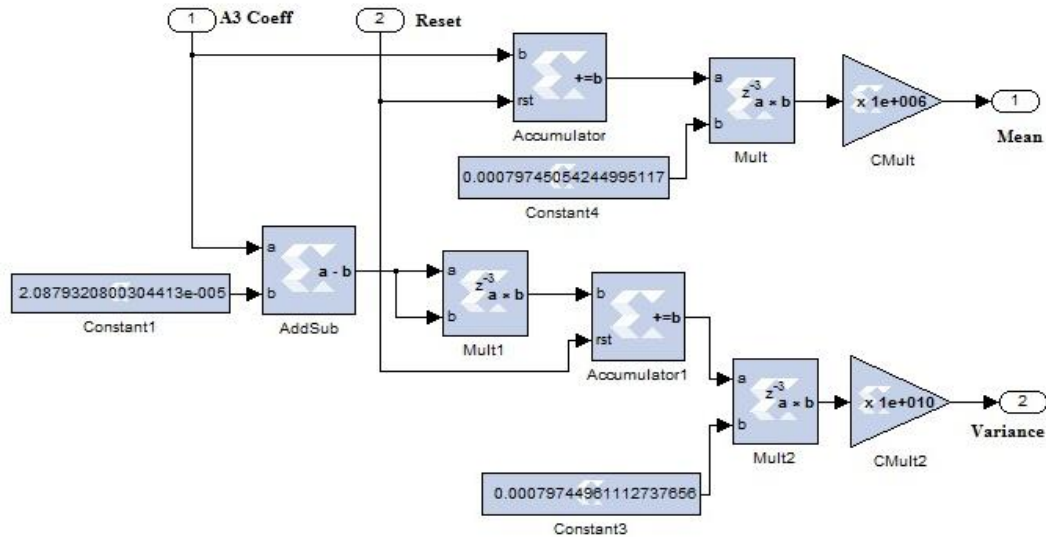 1
A3 Coeff
2
Reset
b
rst
+=b
Accumulator
a
b
z-3
a × b
Mult
x 1e+006
CMult
1
Mean
0.00079745054244995117
Constant4
a
b
a - b
AddSub
2.0879320800304413e-005
Constant1
a
b
z-3
a × b
Mult1
b
rst
+=b
Accumulator1
a
b
z-3
a × b
Mult2
x 1e+010
CMult2
2
Variance
0.00079744961112737656
Constant3